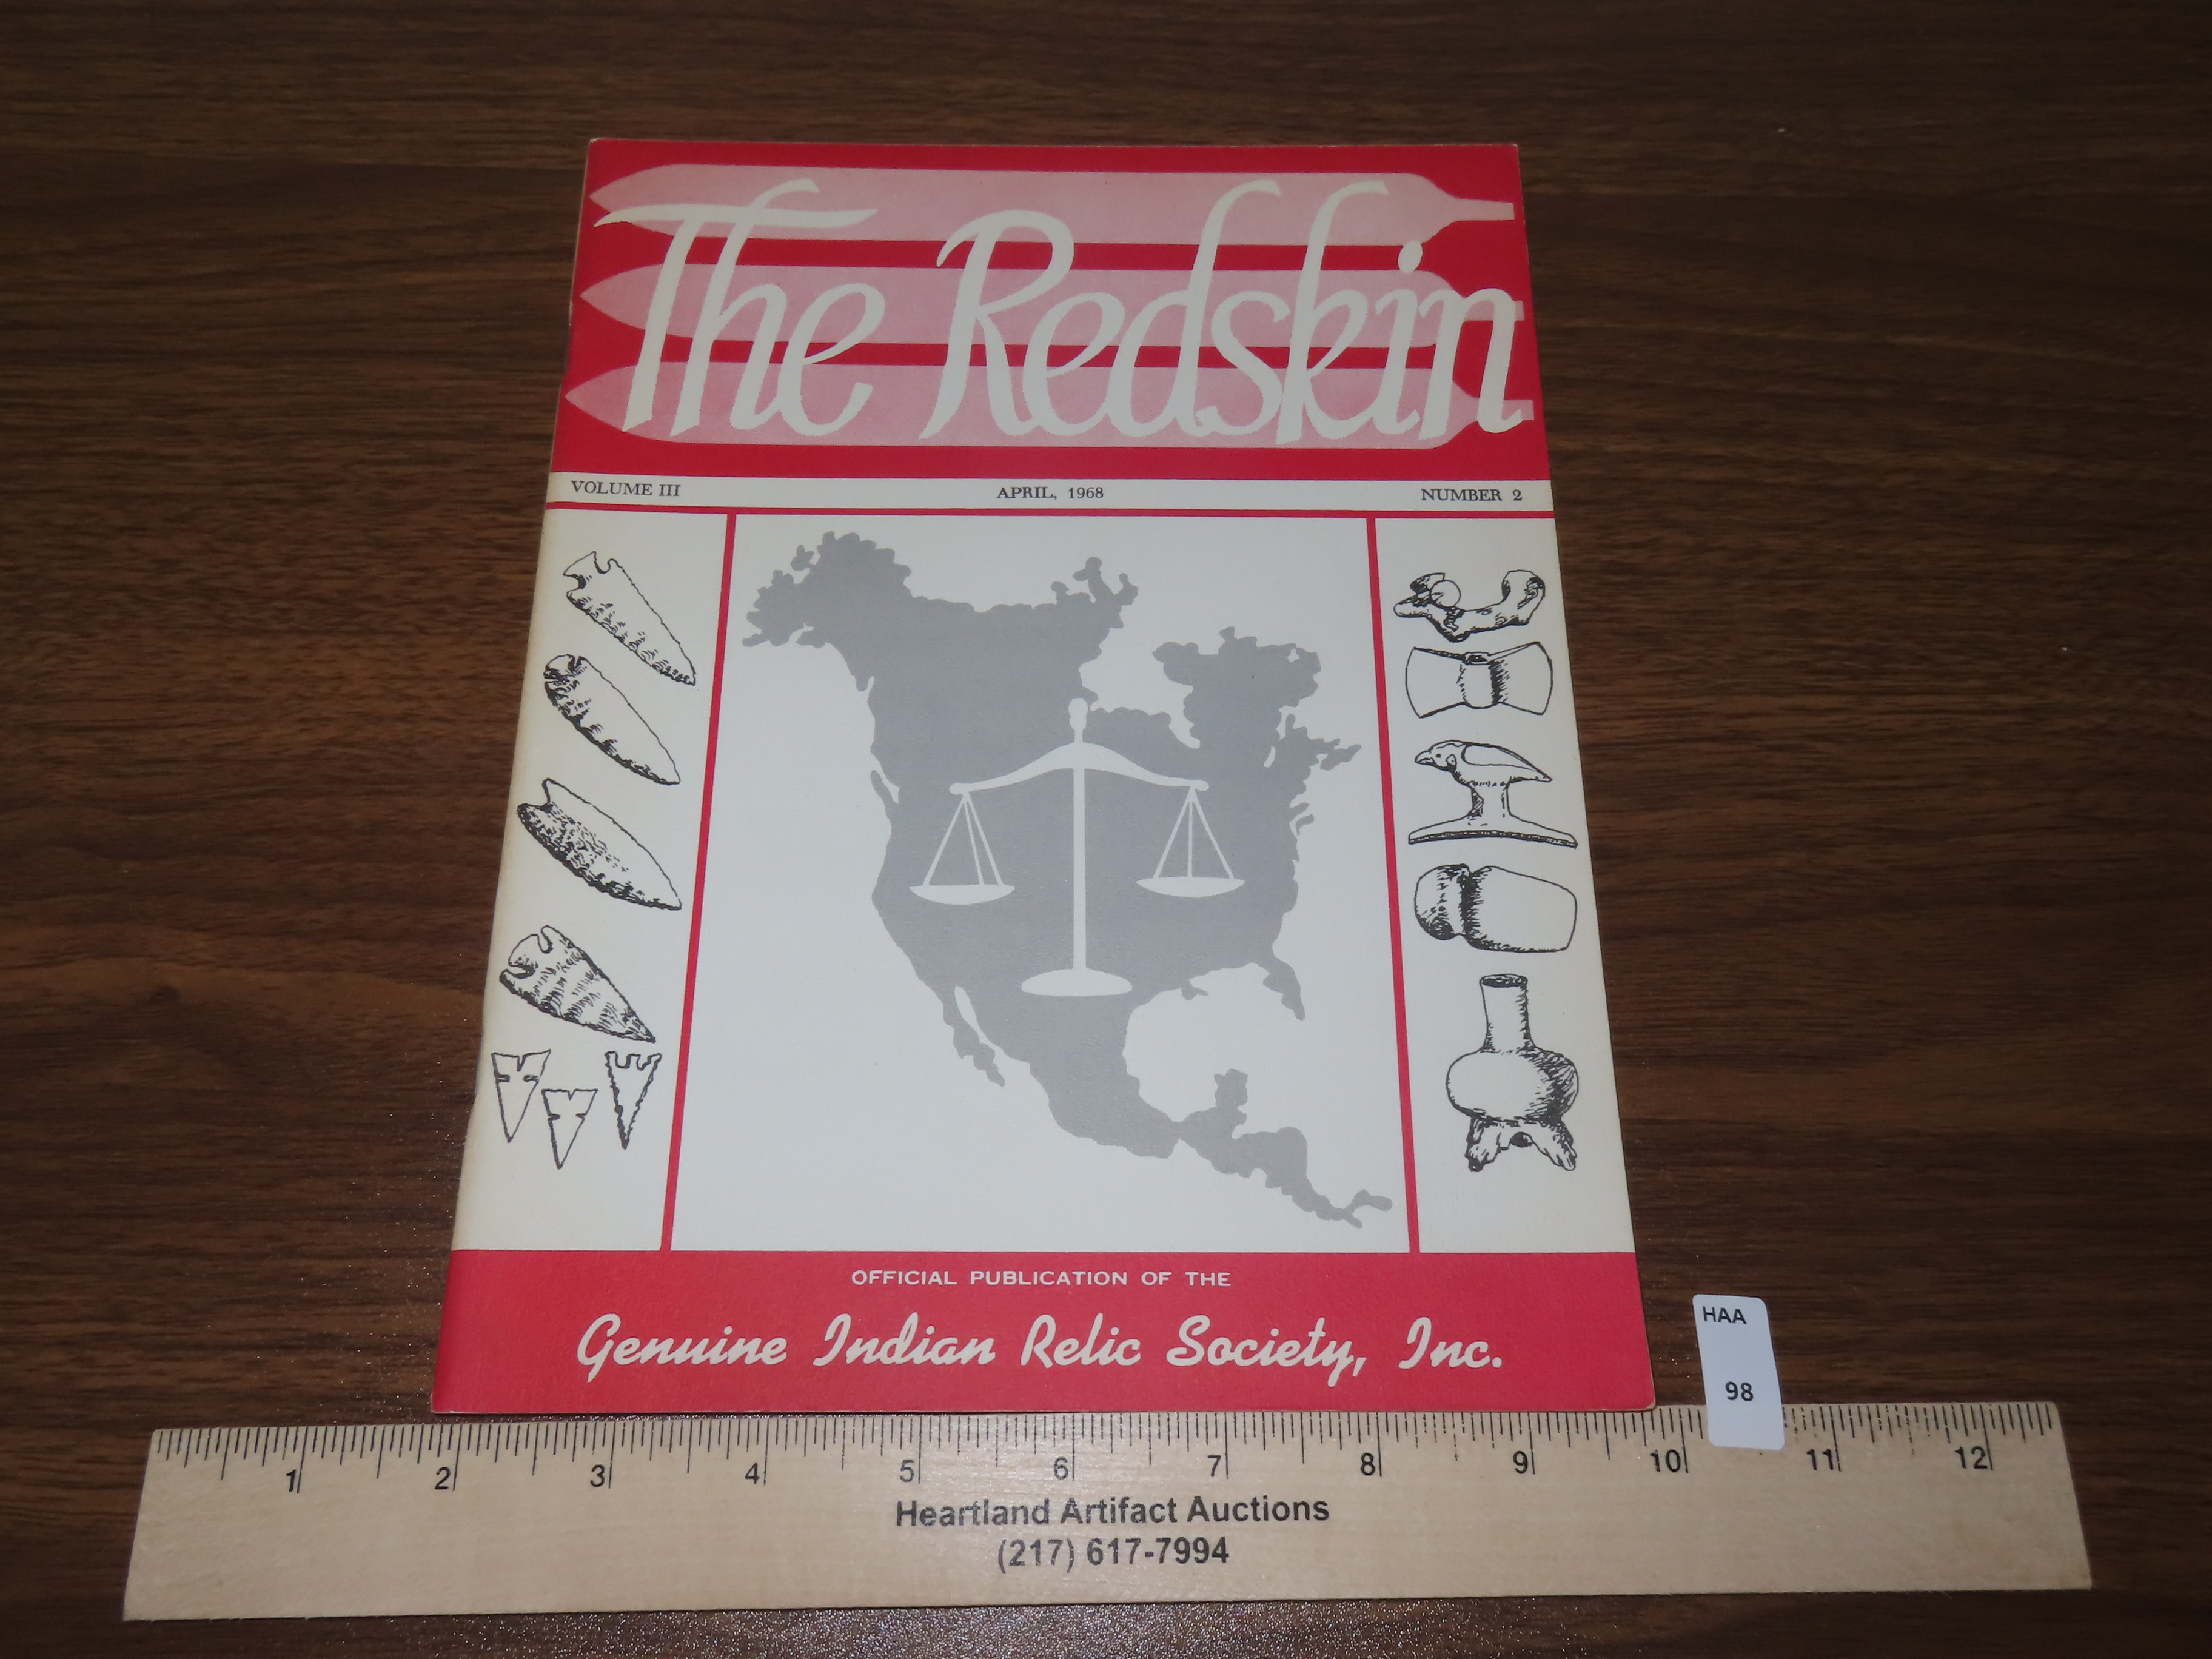 The Redskin
VOLUME III APRIL, 1968 NUMBER 2
OFFICIAL PUBLICATION OF THE
Genuine Indian Relic Society, Inc.
HAA
98
1 2 3 4 5 6 7 8 9 10 11 12
Heartland Artifact Auctions
(217) 617-7994